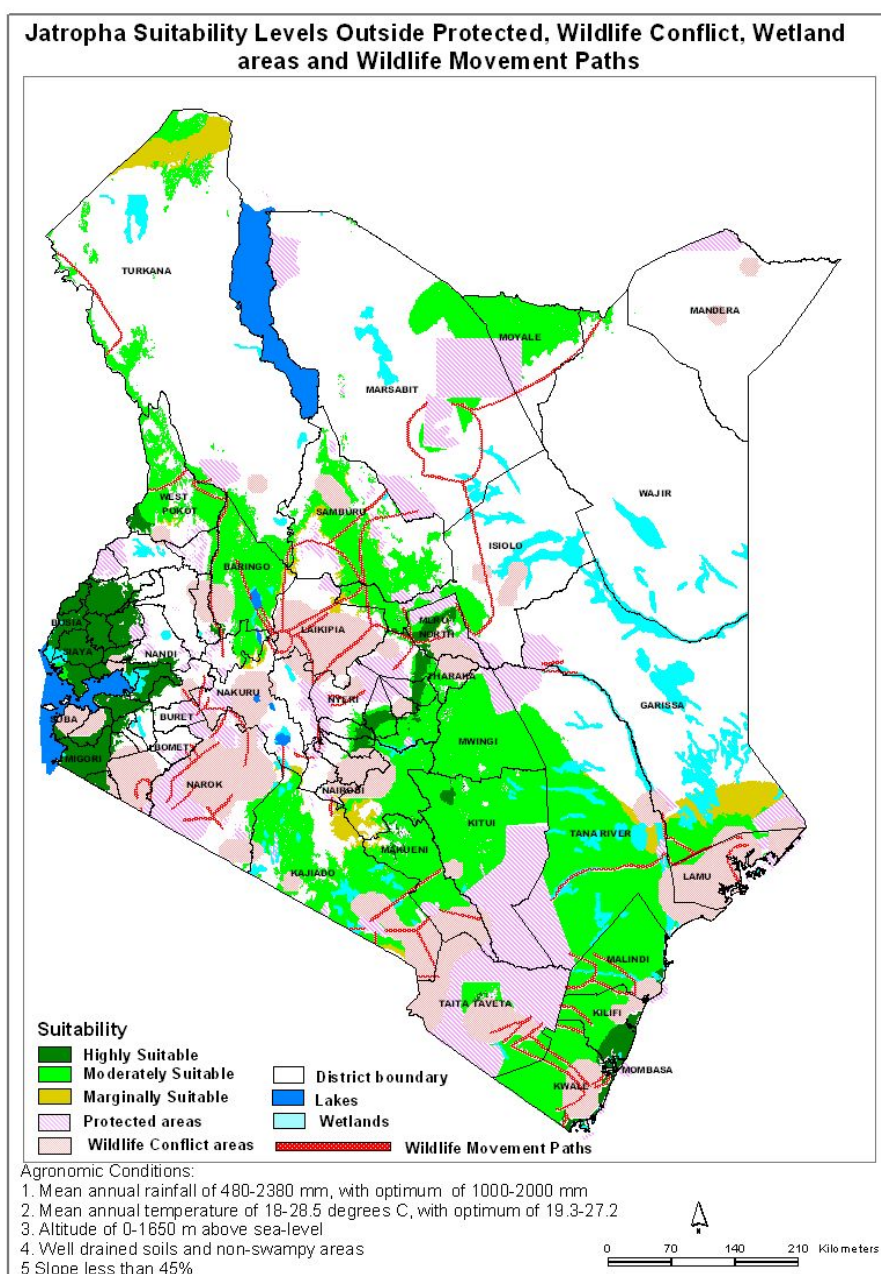 Jatropha Suitability Levels Outside Protected, Wildlife Conflict, Wetland
areas and Wildlife Movement Paths
TURKANA
MANDERA
MOYALE
MARSABIT
WAJIR
WEST
POKOT
SAMBURU
ISIOLO
BARINGO
MERU
NORTH
BUSIA
LAIKIPIA
SIAYA
NANDI
THARAKA
GARISSA
NAKURU
NYERI
SUBA
BURET
MWINGI
BOMET
MIGORI
NAROK
NAIROBI
KITUI
TANA RIVER
MAKUENI
KAJIADO
LAMU
MALINDI
TAITA TAVETA
KILIFI
MOMBASA
KWALE
Suitability
Highly Suitable
Moderately Suitable
Marginally Suitable
Protected areas
Wildlife Conflict areas
District boundary
Lakes
Wetlands
Wildlife Movement Paths
Agronomic Conditions:
1. Mean annual rainfall of 480-2380 mm, with optimum of 1000-2000 mm
2. Mean annual temperature of 18-28.5 degrees C, with optimum of 19.3-27.2
3. Altitude of 0-1650 m above sea-level
4. Well drained soils and non-swampy areas
5 Slope less than 45%
N
0 70 140 210 Kilometers